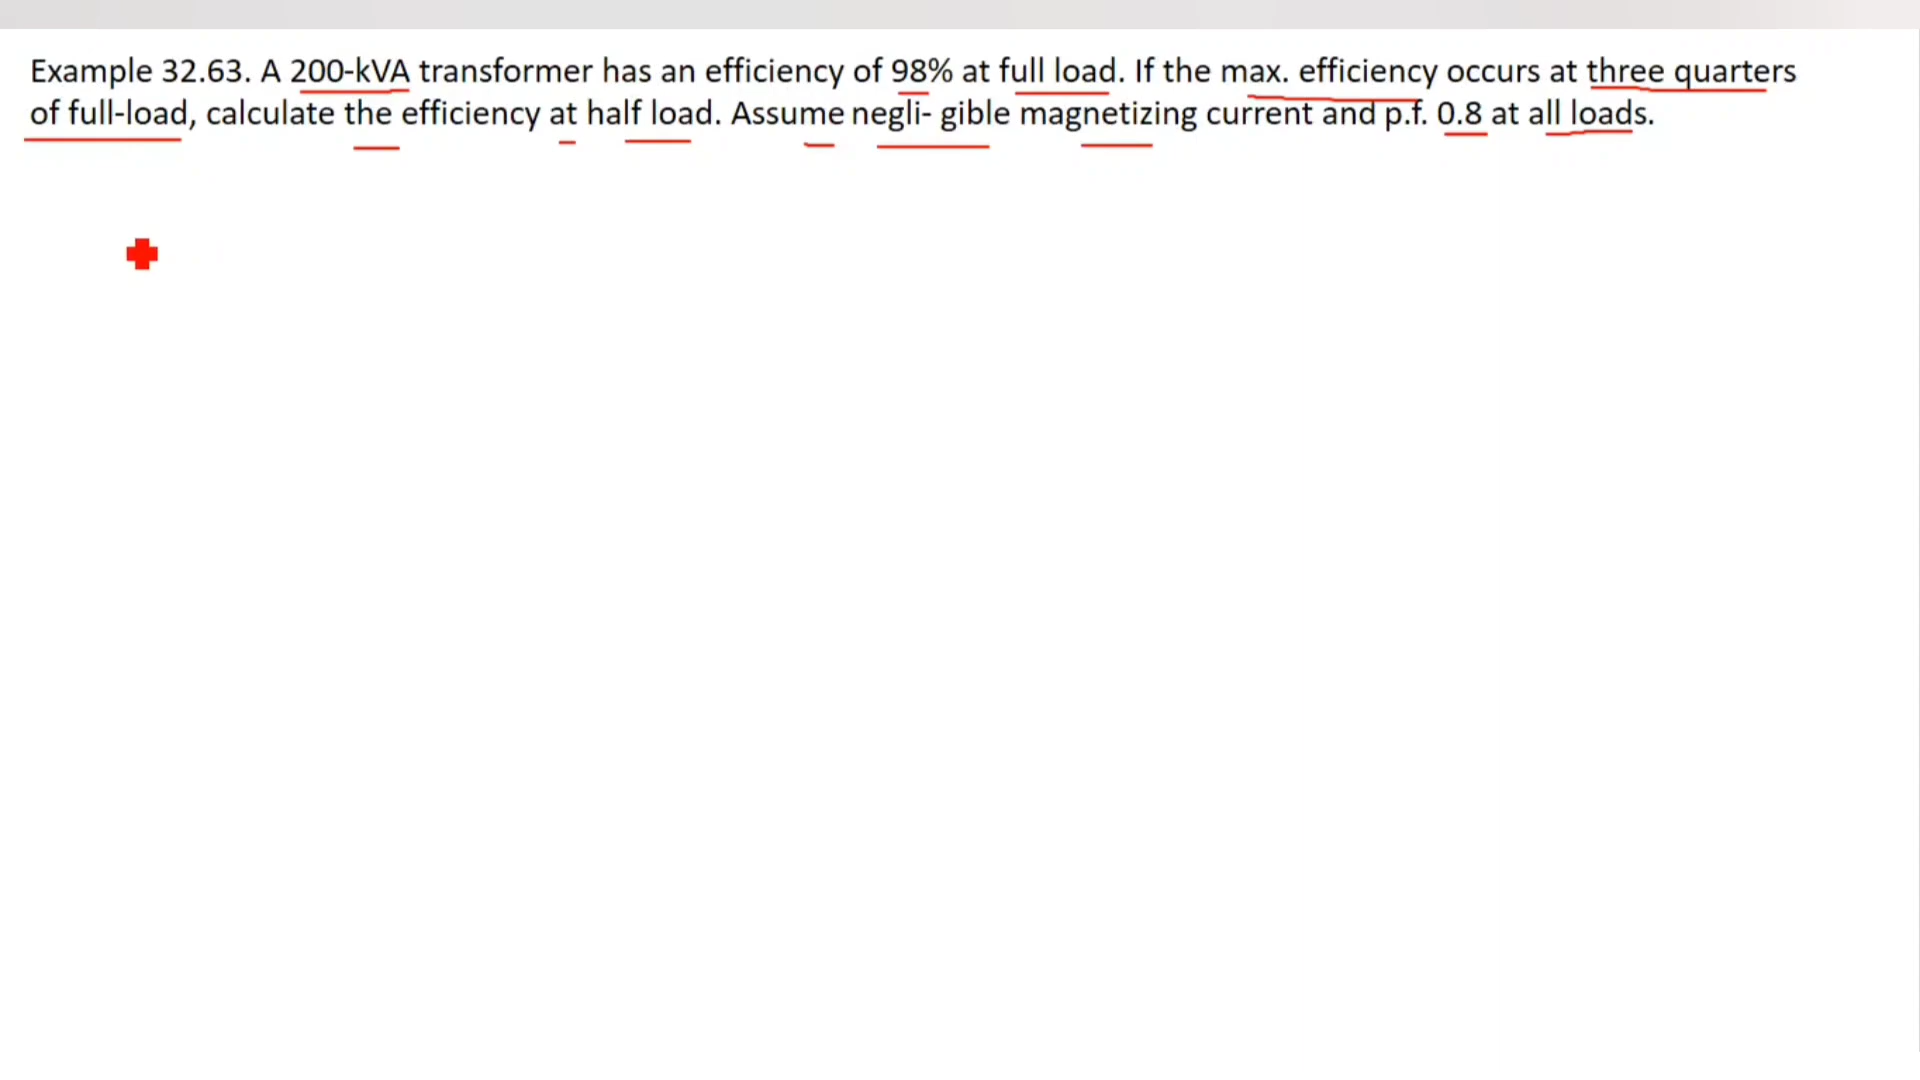 Example 32.63. A 200-kVA transformer has an efficiency of 98% at full load. If the max. efficiency occurs at three quarters
of full-load, calculate the efficiency at half load. Assume negli- gible magnetizing current and p.f. 0.8 at all loads.